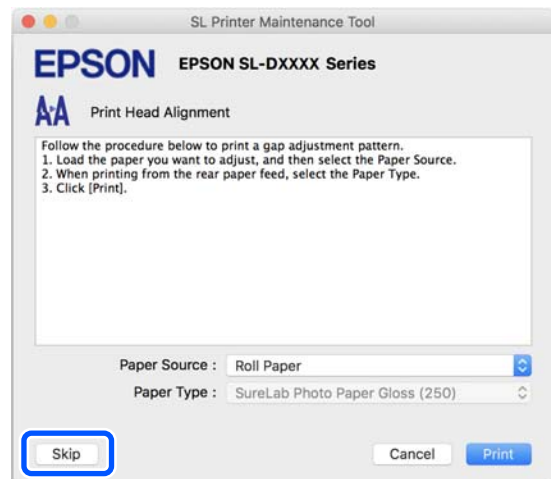 SL Printer Maintenance Tool
EPSON EPSON SL-DXXXX Series
A A Print Head Alignment
Follow the procedure below to print a gap adjustment pattern.
1. Load the paper you want to adjust, and then select the Paper Source.
2. When printing from the rear paper feed, select the Paper Type.
3. Click [Print].
Paper Source : Roll Paper
Paper Type : SureLab Photo Paper Gloss (250)
Skip Cancel Print